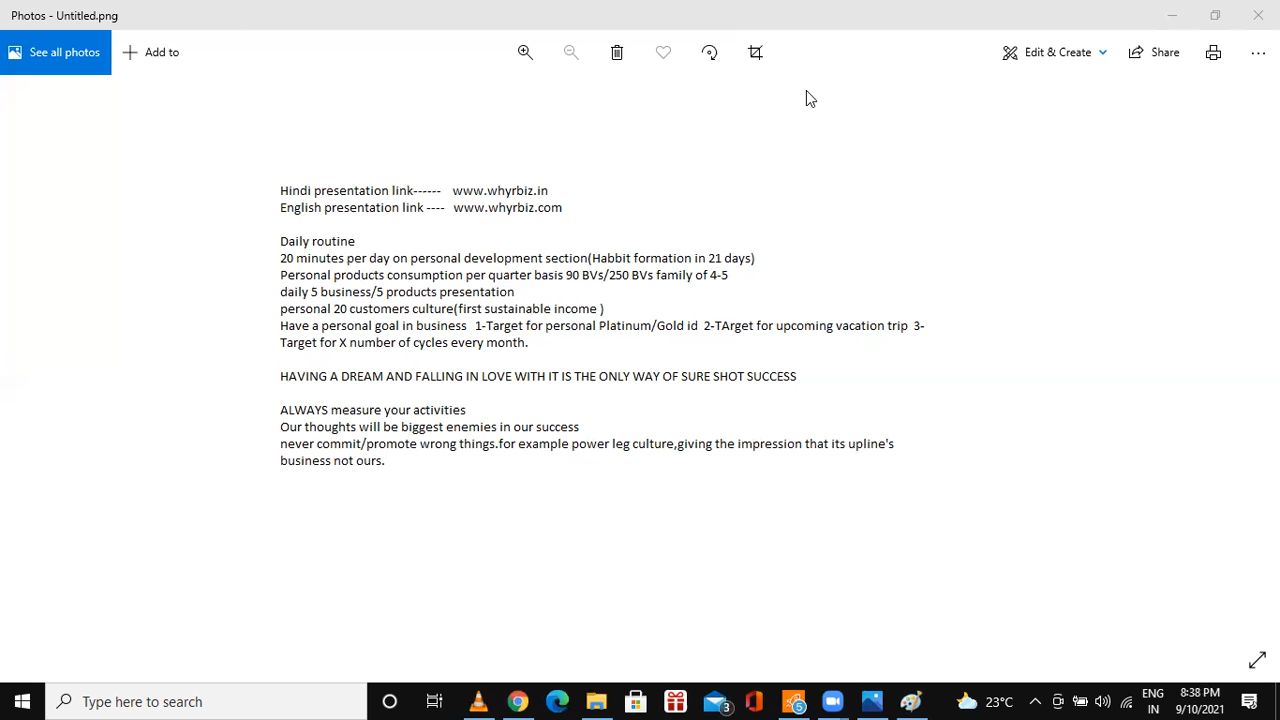 Photos - Untitled.png
See all photos
Add to
Edit & Create
Share
Hindi presentation link------ www.whyrbiz.in
English presentation link ---- www.whyrbiz.com
Daily routine
20 minutes per day on personal development section(Habbit formation in 21 days)
Personal products consumption per quarter basis 90 BVs/250 BVs family of 4-5
daily 5 business/5 products presentation
personal 20 customers culture(first sustainable income )
Have a personal goal in business 1-Target for personal Platinum/Gold id 2-TArget for upcoming vacation trip 3-
Target for X number of cycles every month.
HAVING A DREAM AND FALLING IN LOVE WITH IT IS THE ONLY WAY OF SURE SHOT SUCCESS
ALWAYS measure your activities
Our thoughts will be biggest enemies in our success
never commit/promote wrong things.for example power leg culture,giving the impression that its upline's
business not ours.
Type here to search
3
5
23°C
ENG
IN
8:38 PM
9/10/2021